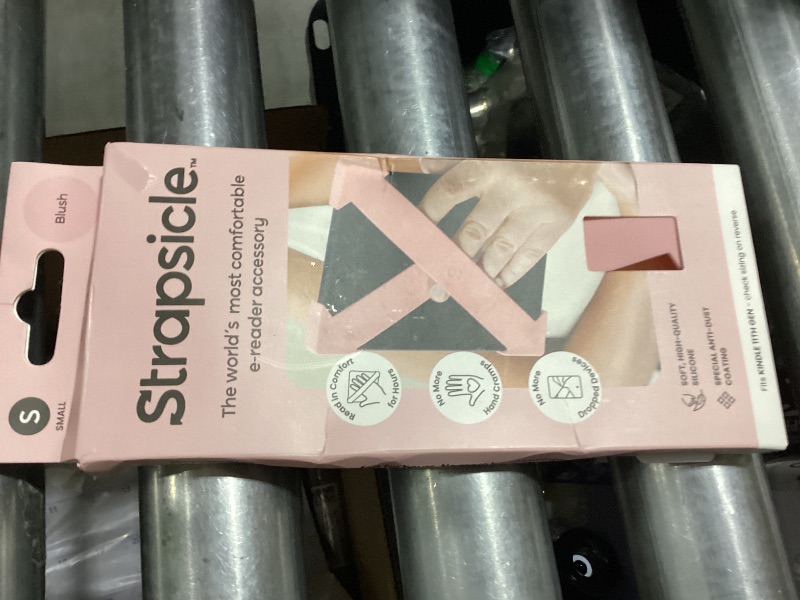 S
SMALL
Blush
Strapsicle™
The world's most comfortable
e-reader accessory
Read in Comfort
for Hours
No More
Hand Cramps
No More
Dropped Devices
SOFT, HIGH-QUALITY
SILICONE
SPECIAL ANTI-DUST
COATING
Fits KINDLE 11TH GEN - check sizing on reverse